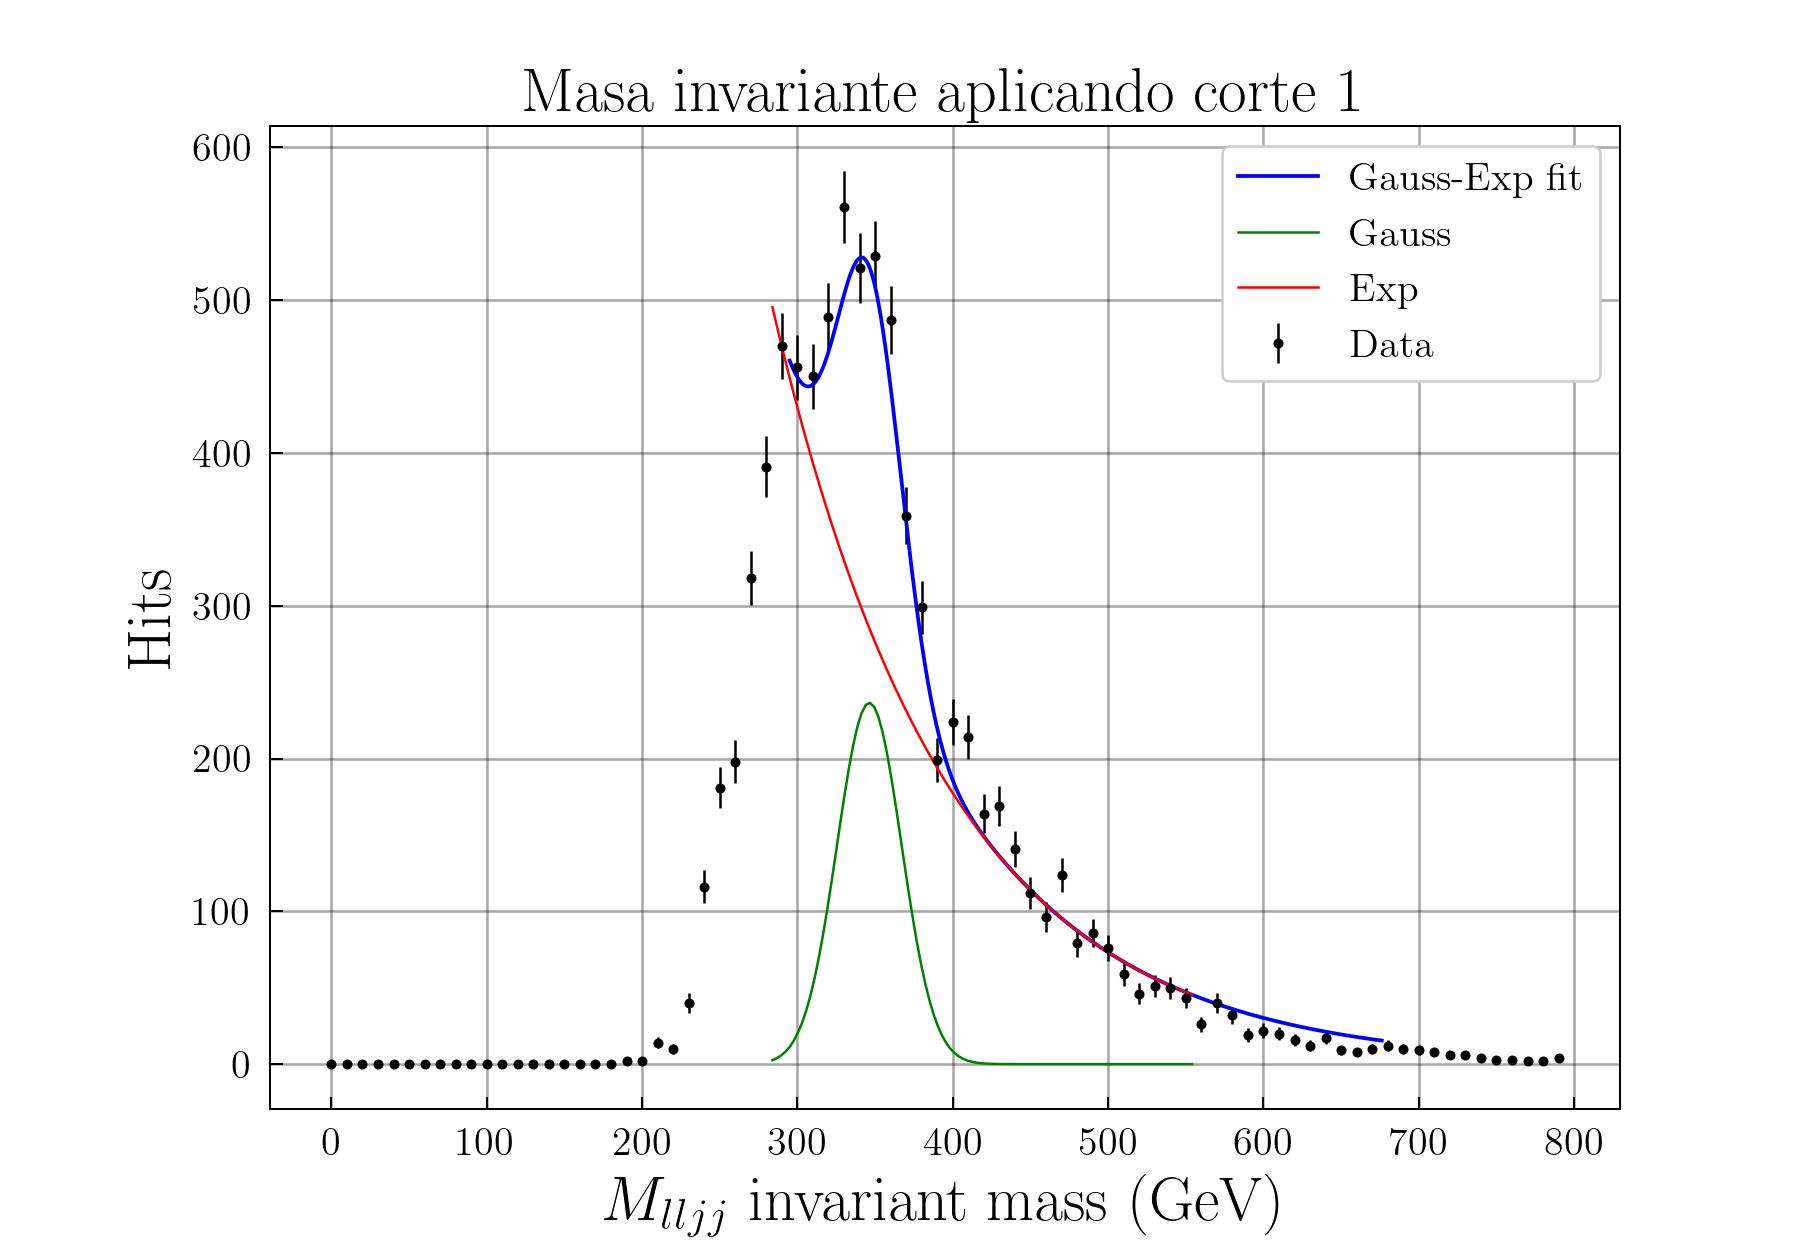 Masa invariante aplicando corte 1
600
500
400
300
200
100
0
Hits
Gauss-Exp fit
Gauss
Exp
Data
0 100 200 300 400 500 600 700 800
M_{lljj} invariant mass (GeV)